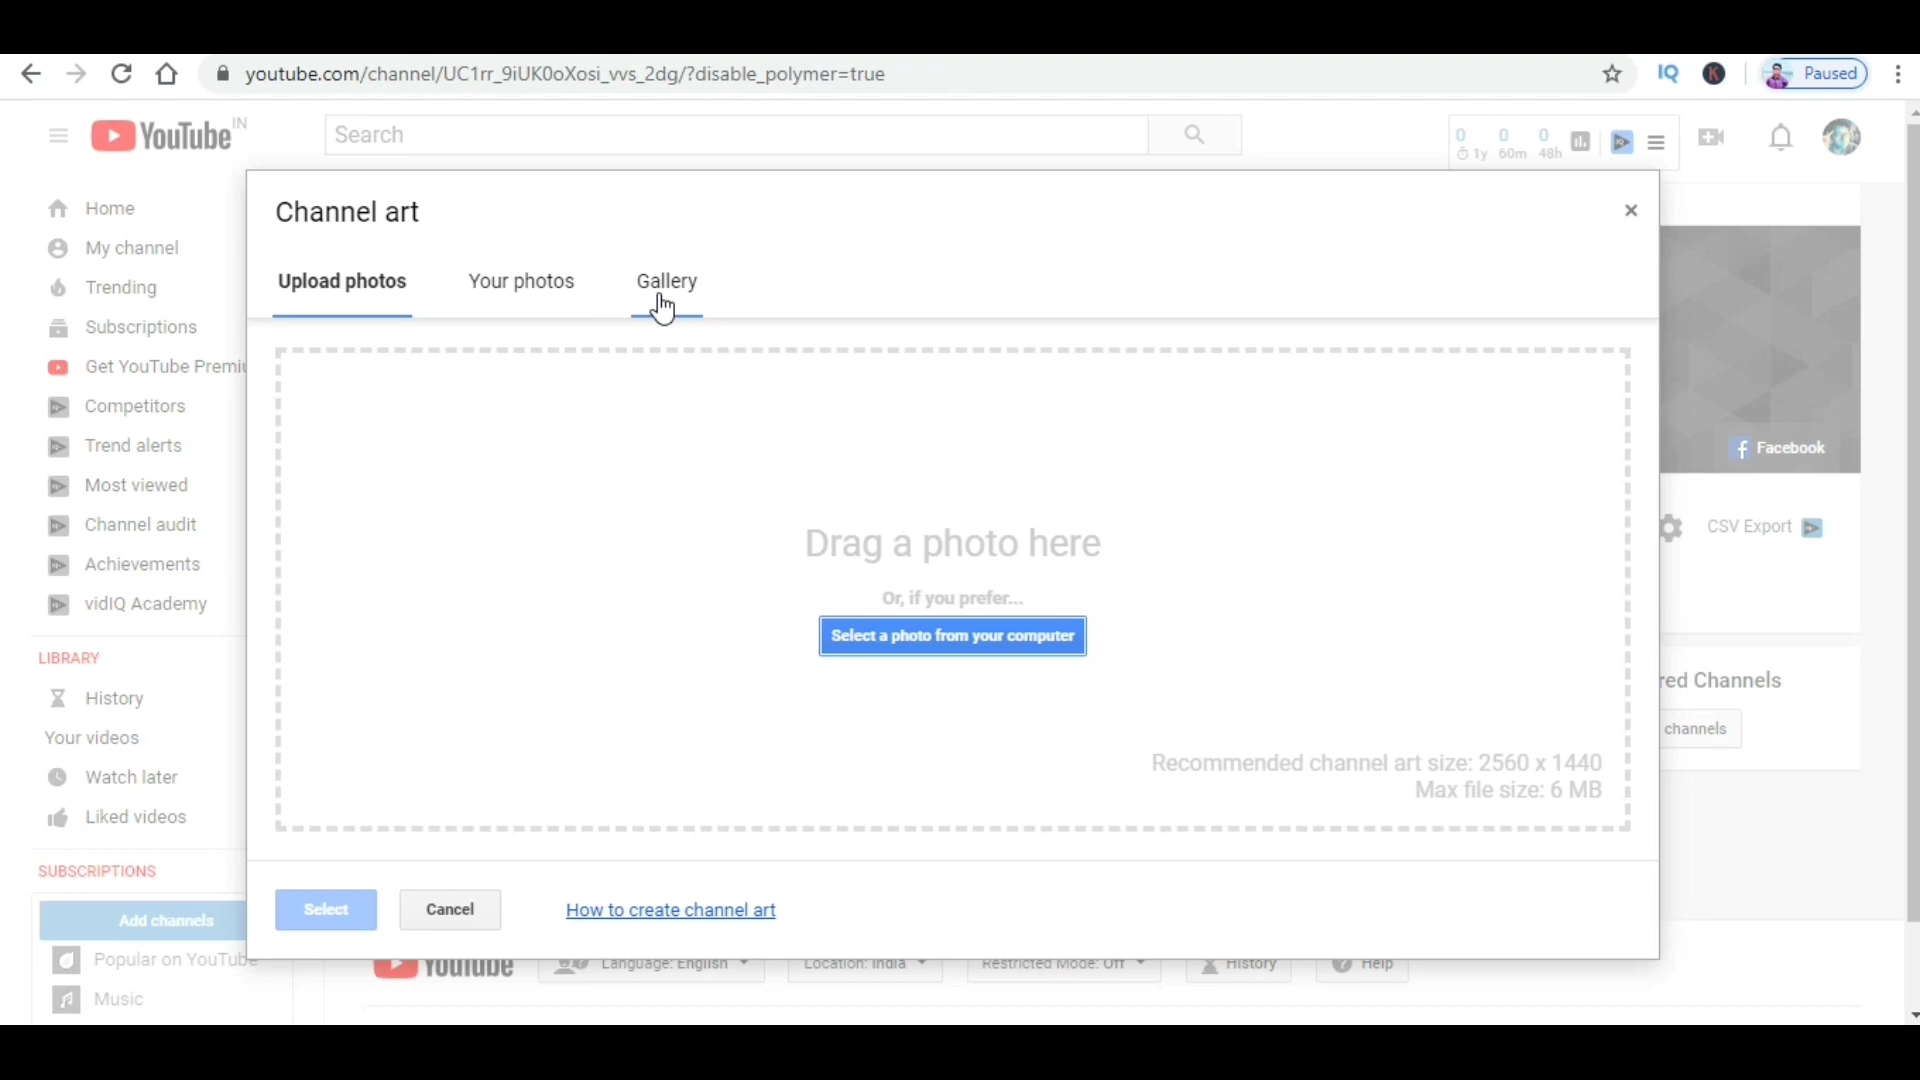 youtube.com/channel/UC1rr_9iUK0oXosi_vvs_2dg/?disable_polymer=true
IQ
K
Paused
YouTube IN
Search
0 0 0
1y 60m 48h
Home
My channel
Trending
Subscriptions
Get YouTube Premiu
Competitors
Trend alerts
Most viewed
Channel audit
Achievements
vidIQ Academy
LIBRARY
History
Your videos
Watch later
Liked videos
SUBSCRIPTIONS
Add channels
Popular on YouTube
Music
Channel art
×
Upload photos
Your photos
Gallery
Drag a photo here
Or, if you prefer...
Select a photo from your computer
Recommended channel art size: 2560 x 1440
Max file size: 6 MB
Select
Cancel
How to create channel art
Facebook
CSV Export
red Channels
channels
YouTube
Language: English
Location: India
Restricted Mode: Off
History
Help